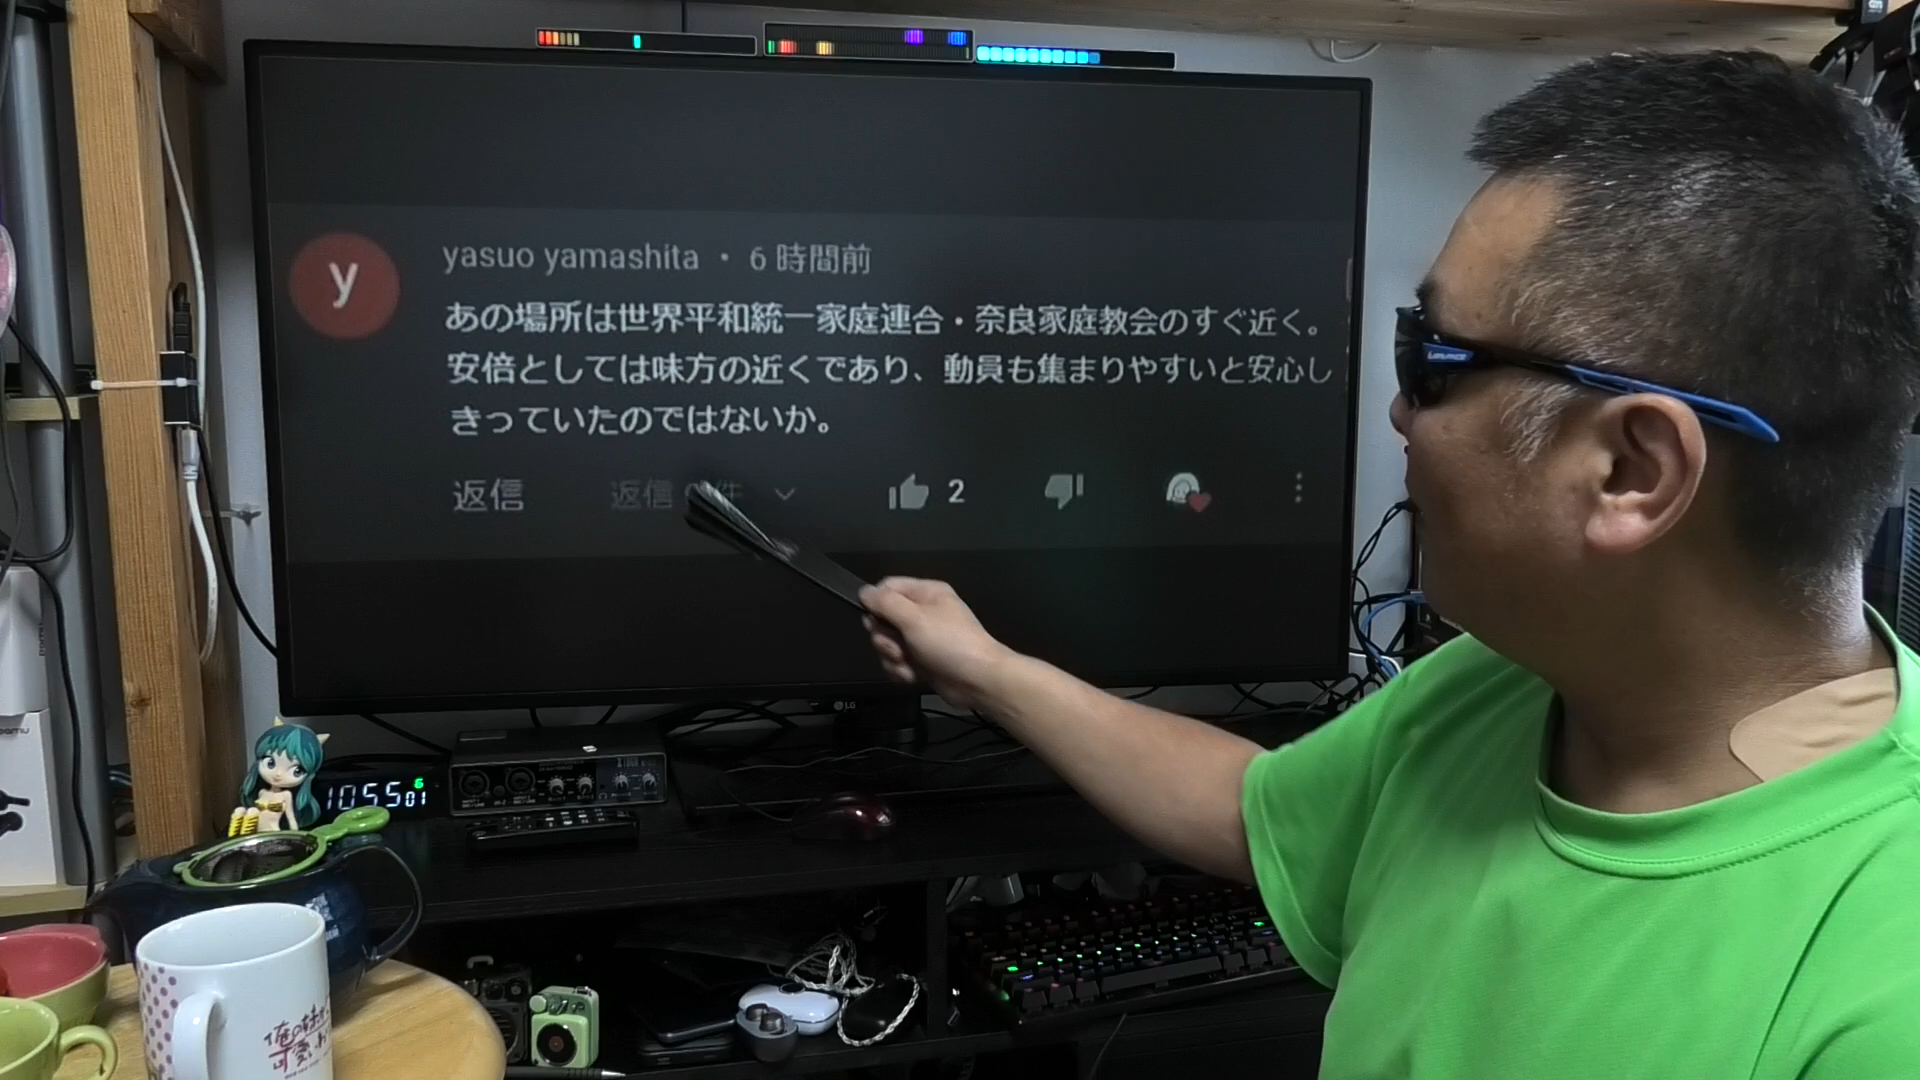 yasuo yamashita・6 時間前
y
あの場所は世界平和統一家庭連合・奈良家庭教会のすぐ近く。
安倍としては味方の近くであり、動員も集まりやすいと安心し
きっていたのではないか。
返信
返信
2
LG
10:55 01
6